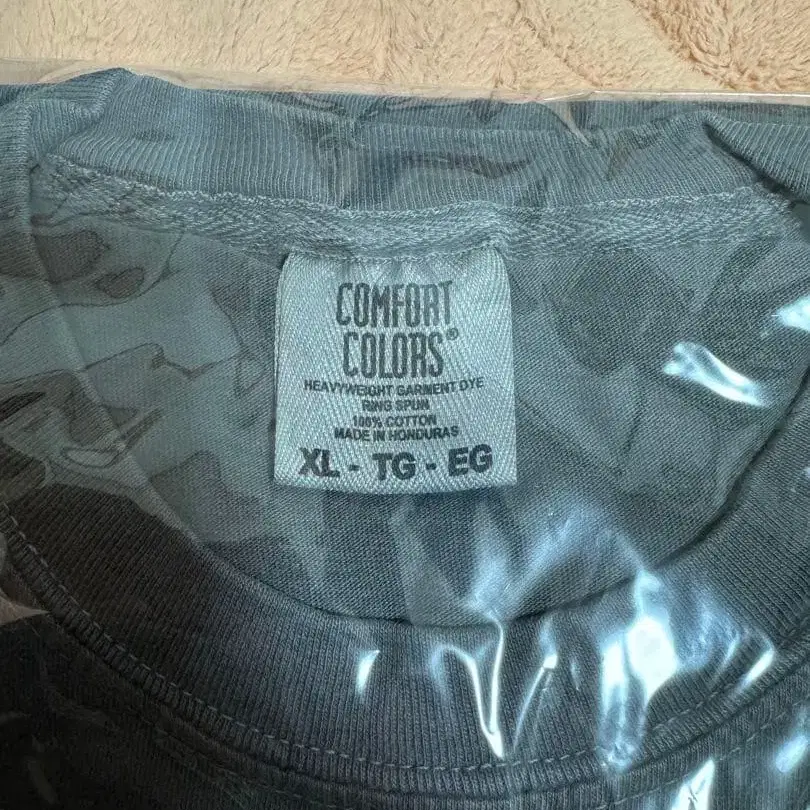 COMFORT
COLORS®
HEAVYWEIGHT GARMENT DYE
RING SPUN
100% COTTON
MADE IN HONDURAS
XL - TG - EG